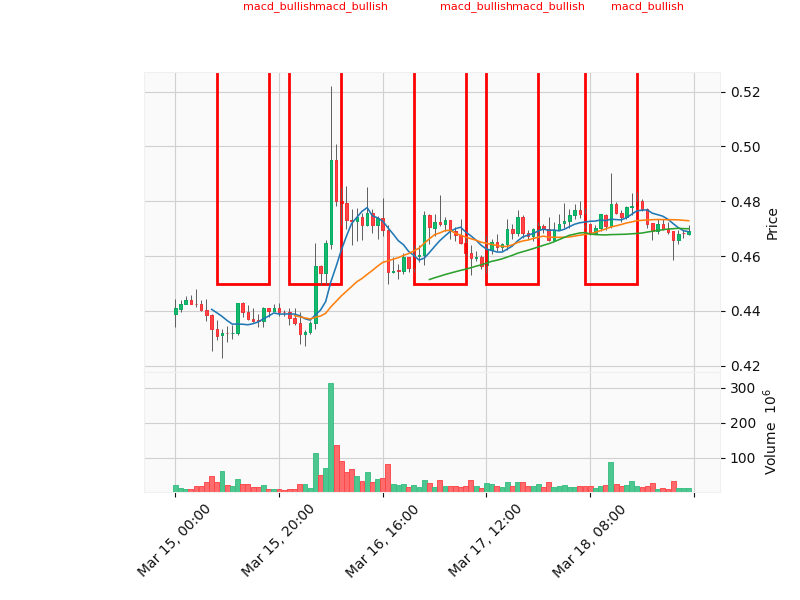 macd_bullish macd_bullish macd_bullish macd_bullish macd_bullish
0.52
0.50
0.48
0.46
0.44
0.42
Price
300
200
100
Volume 10^6
Mar 15, 00:00
Mar 15, 20:00
Mar 16, 16:00
Mar 17, 12:00
Mar 18, 08:00